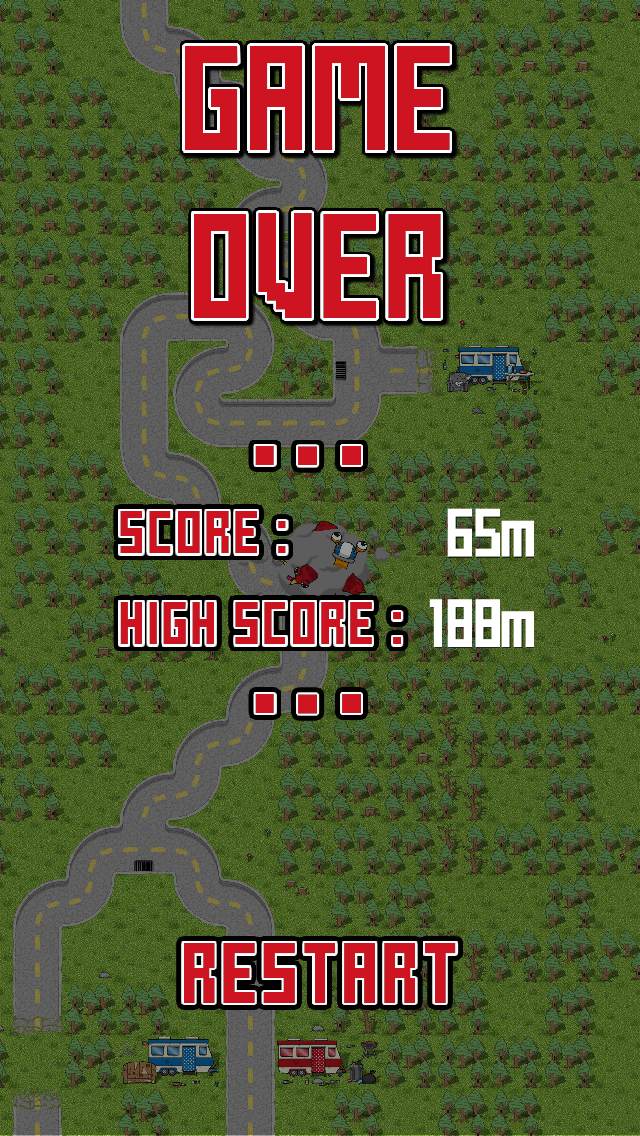 GAME
OVER
...
SCORE : 65m
HIGH SCORE : 188m
...
RESTART